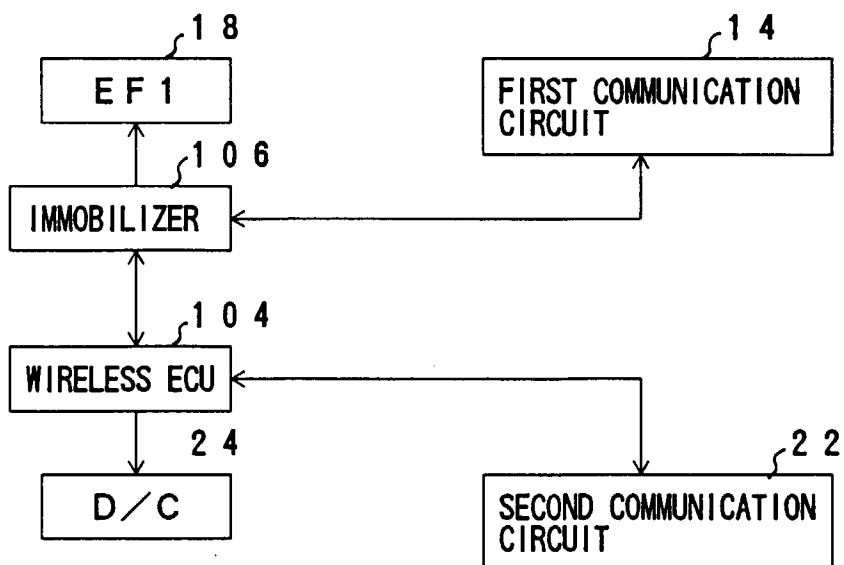 18
EF1
14
FIRST COMMUNICATION
CIRCUIT
106
IMMOBILIZER
104
WIRELESS ECU
24
D/C
22
SECOND COMMUNICATION
CIRCUIT